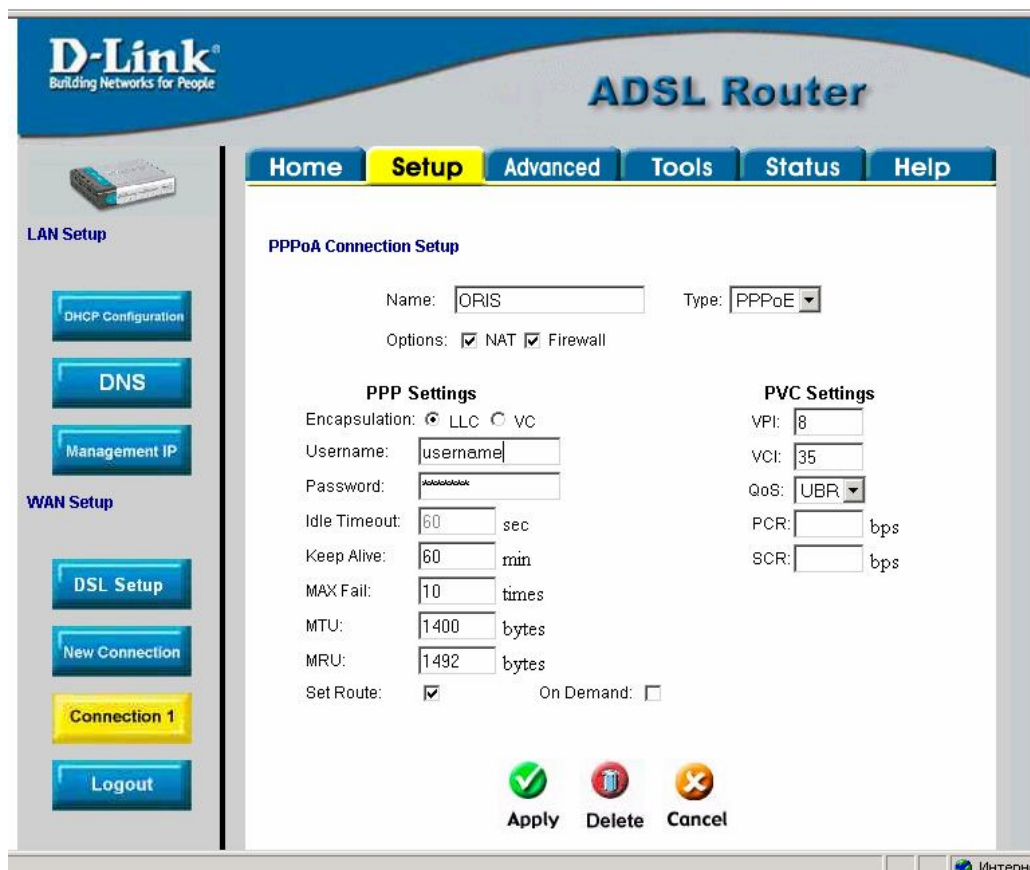 D-Link®
Building Networks for People
ADSL Router
Home Setup Advanced Tools Status Help
LAN Setup
DHCP Configuration
DNS
Management IP
WAN Setup
DSL Setup
New Connection
Connection 1
Logout
PPPoA Connection Setup
Name: ORIS Type: PPPoE
Options: NAT Firewall
PPP Settings
Encapsulation: LLC VC
Username: username
Password: ********
Idle Timeout: 60 sec
Keep Alive: 60 min
MAX Fail: 10 times
MTU: 1400 bytes
MRU: 1492 bytes
Set Route: On Demand:
PVC Settings
VPI: 8
VCI: 35
QoS: UBR
PCR: bps
SCR: bps
Apply Delete Cancel